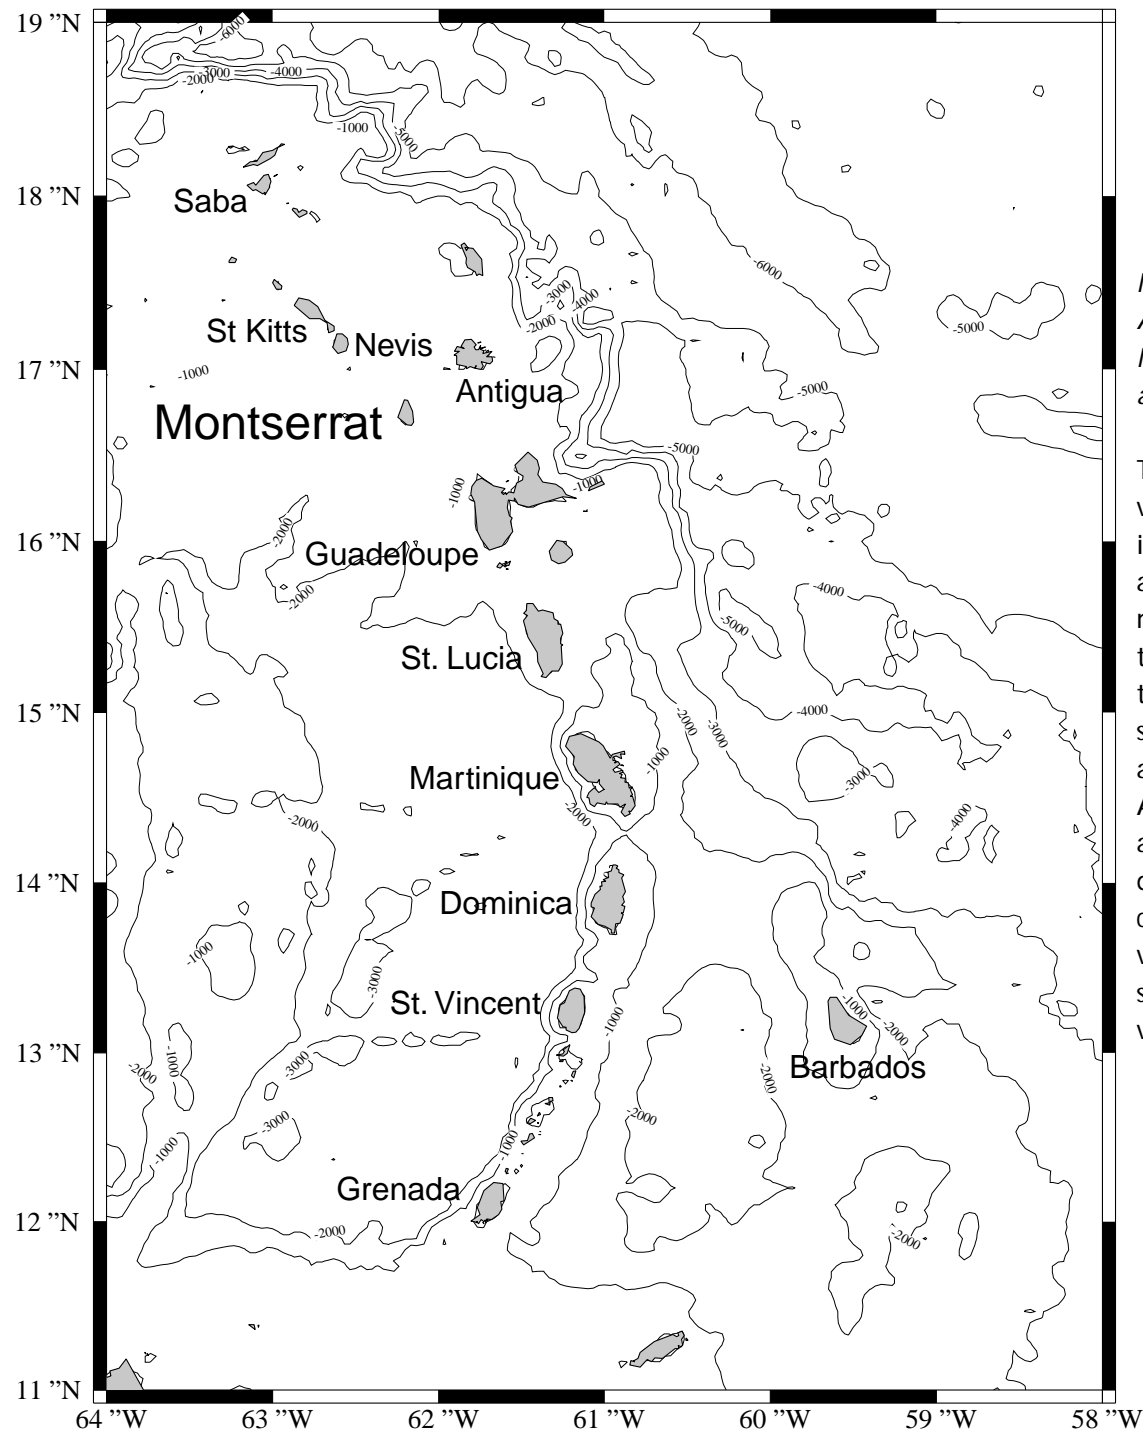 19 ”N
-6000
-3000
-4000
-2000
-1000
-5000
18 ”N
Saba
-6000
-3000
-4000
-2000
-5000
St Kitts
Nevis
17 ”N
-1000
Antigua
-5000
Montserrat
-5000
-1000
-1000
-2000
16 ”N
Guadeloupe
-2000
-4000
-5000
St. Lucia
15 ”N
-2000
-3000
-4000
-1000
Martinique
-3000
-2000
-2000
-4000
14 ”N
Dominica
-1000
-3000
St. Vincent
-1000
-1000
-2000
13 ”N
-1000
-2000
-3000
Barbados
-2000
-3000
-2000
-1000
-1000
Grenada
12 ”N
-2000
-2000
11 ”N
64 ”W
63 ”W
62 ”W
61 ”W
60 ”W
59 ”W
58 ”W